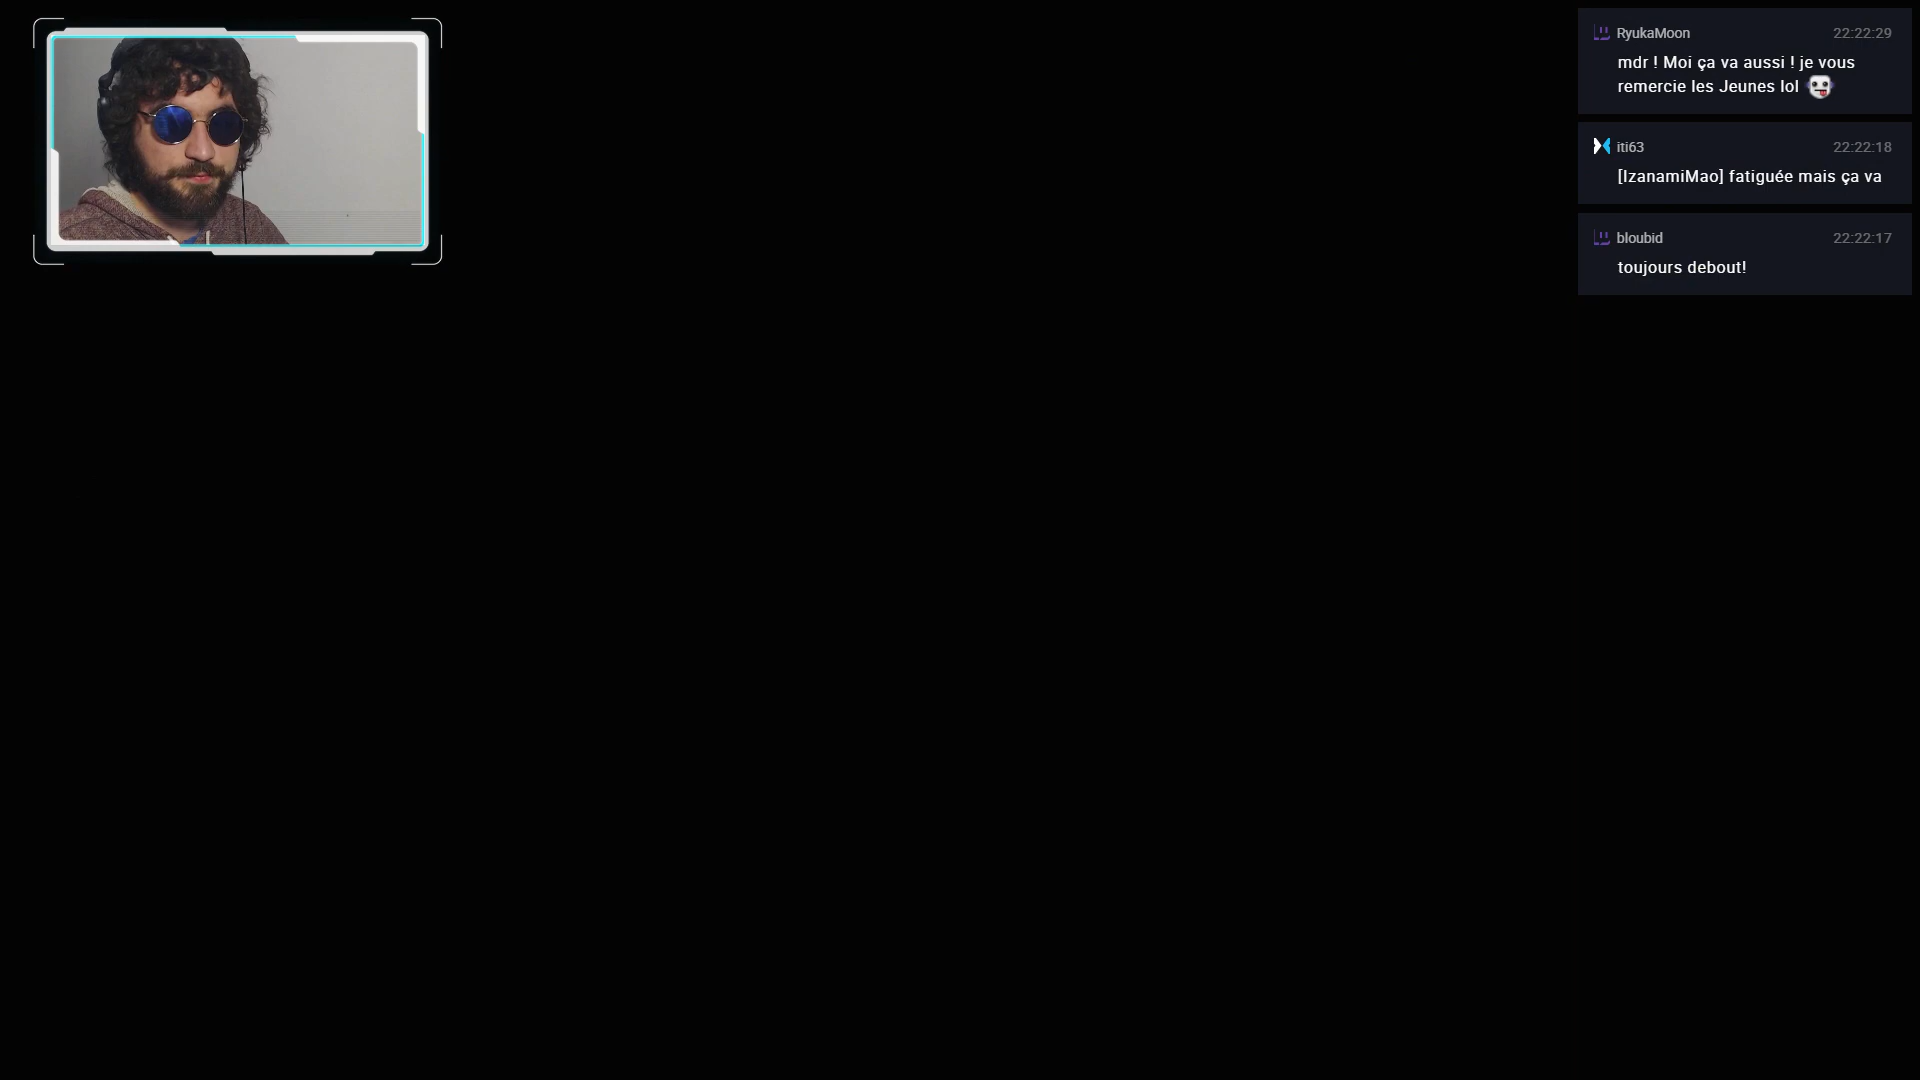 RyukaMoon 22:22:29
mdr ! Moi ça va aussi ! je vous
remercie les Jeunes lol
iti63 22:22:18
[IzanamiMao] fatiguée mais ça va
bloubid 22:22:17
toujours debout!